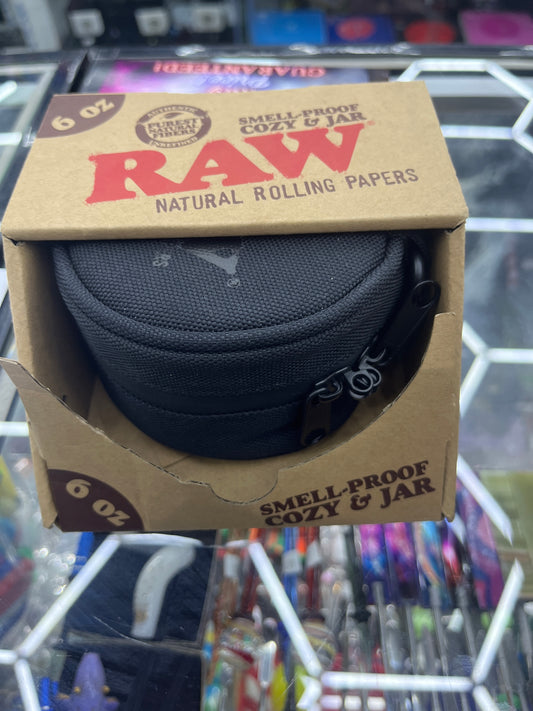 GUARANTEED!
6 OZ
AUTHENTIC
PUREST
NATURAL
FIBERS
UNREFINED
SMELL-PROOF
COZY & JAR
RAW®
NATURAL ROLLING PAPERS
6 OZ
SMELL-PROOF
COZY & JAR